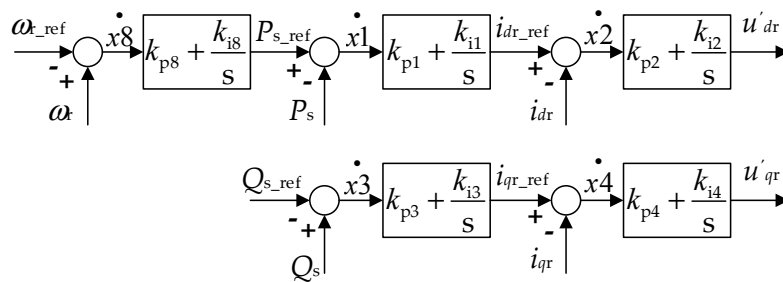 ωr_ref - + ẋ8 kp8 + ki8/s Ps_ref + - ẋ1 kp1 + ki1/s idr_ref + - ẋ2 kp2 + ki2/s u'dr
ωr Ps idr
Qs_ref - + ẋ3 kp3 + ki3/s iqr_ref + - ẋ4 kp4 + ki4/s u'qr
Qs iqr